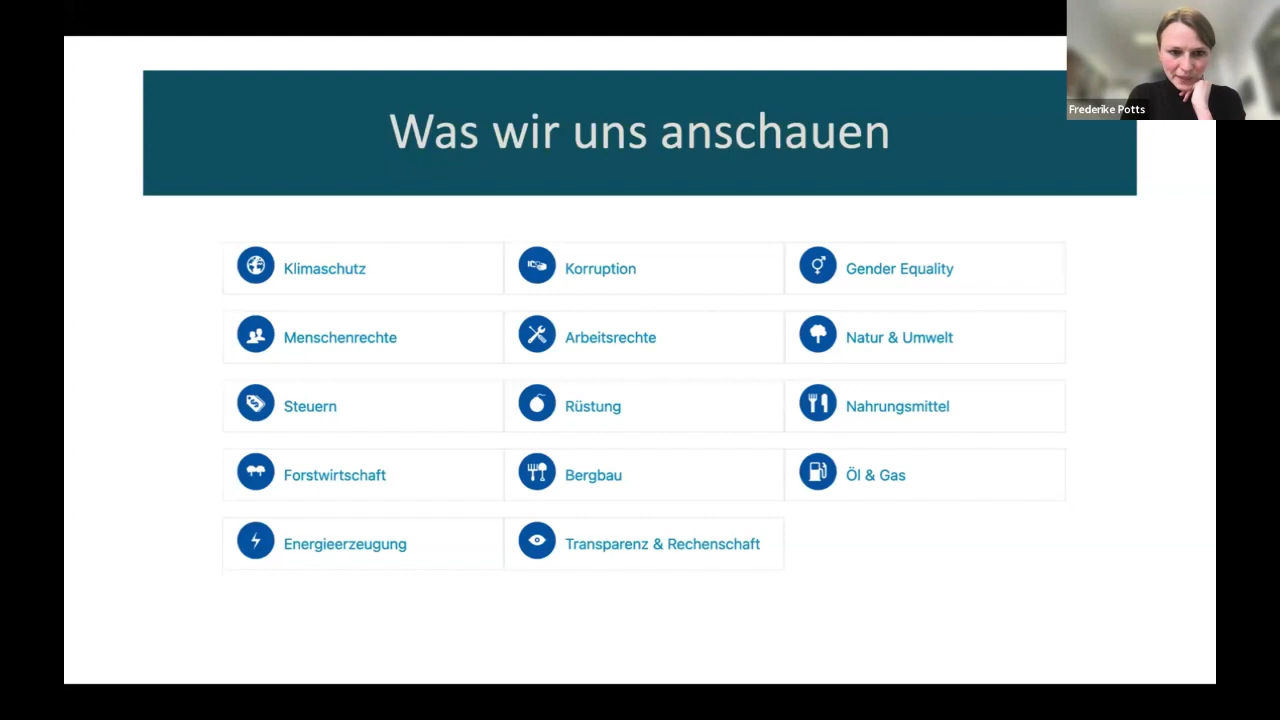 Was wir uns anschauen
Frederike Potts
Klimaschutz
Korruption
Gender Equality
Menschenrechte
Arbeitsrechte
Natur & Umwelt
Steuern
Rüstung
Nahrungsmittel
Forstwirtschaft
Bergbau
Öl & Gas
Energieerzeugung
Transparenz & Rechenschaft